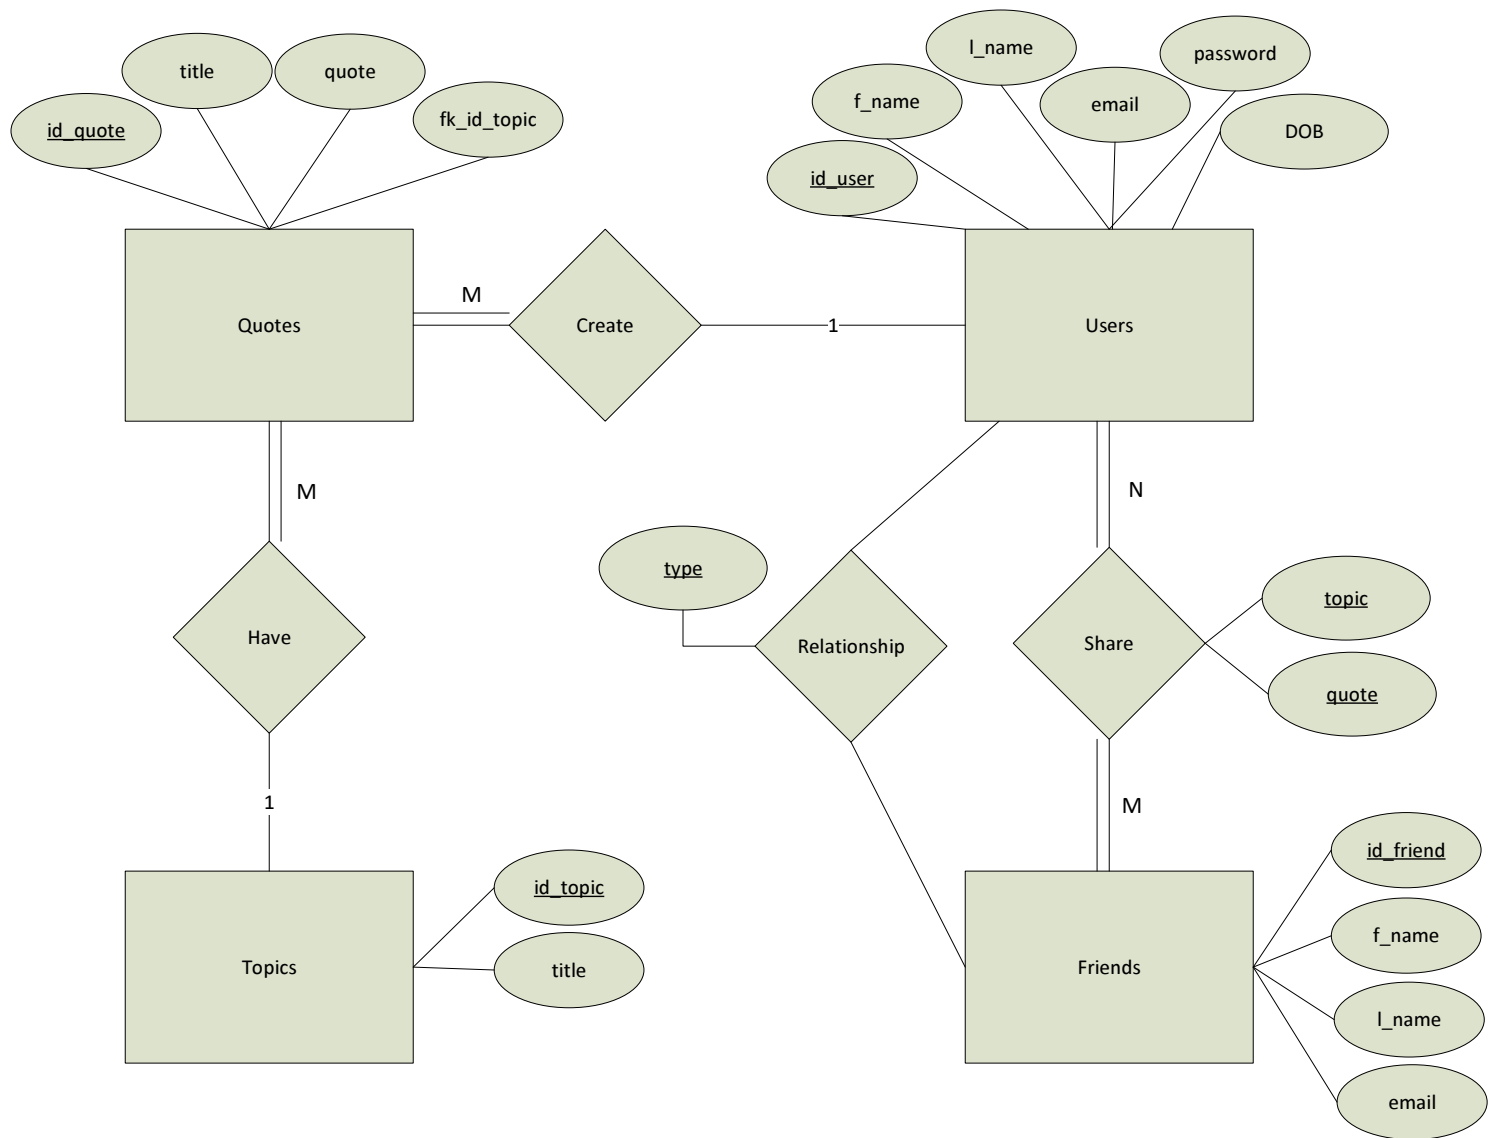 l_name
password
title
quote
f_name
email
id_quote
fk_id_topic
DOB
id_user
Quotes
M
Create
1
Users
M
N
type
topic
Have
Relationship
Share
quote
1
M
id_topic
id_friend
f_name
Topics
title
Friends
l_name
email